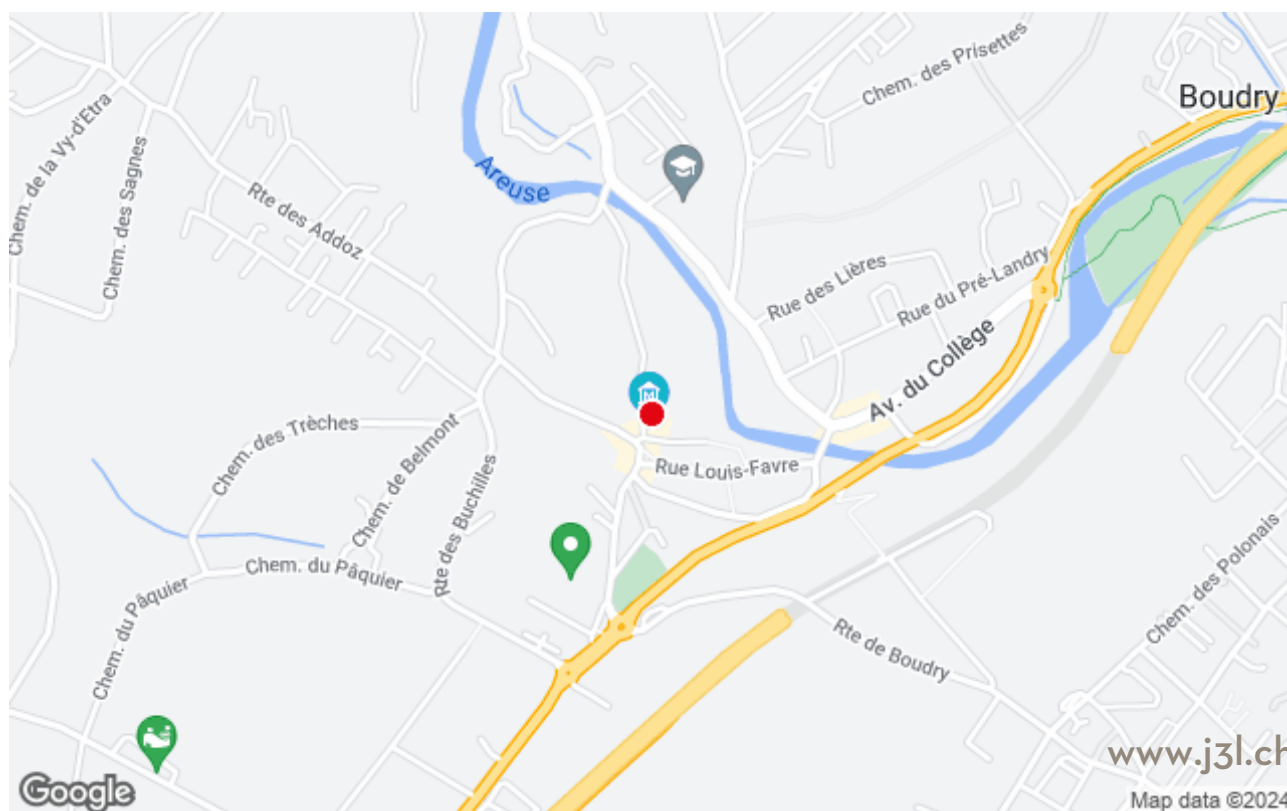 Chem. des Prisettes
Boudry
Chem. de la Vy-d'Etra
Chem. des Sagnes
Areuse
Rte des Addoz
Rue des Lières
Rue du Pré-Landry
Av. du Collège
Chem. des Trèches
Chem. de Belmont
Rue Louis-Favre
Rte des Buchilles
Chem. du Pâquier
Chem. du Pâquier
Chem. des Polonais
Rte de Boudry
www.j3l.ch
Google
Map data ©2024